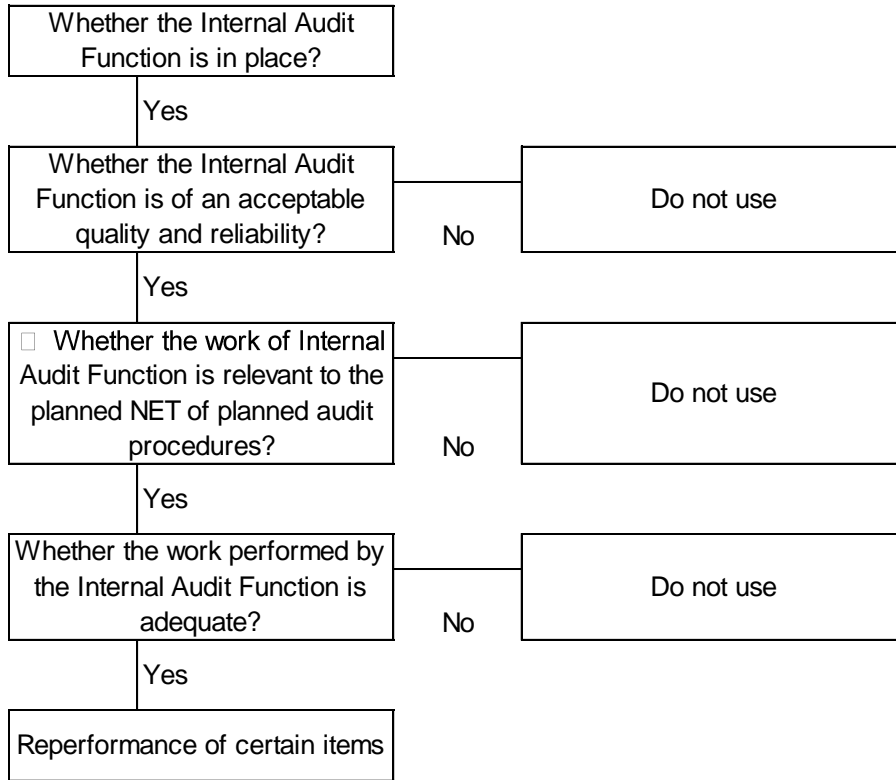 Whether the Internal Audit
Function is in place?
Yes
Whether the Internal Audit
Function is of an acceptable
quality and reliability?
No
Do not use
Yes
Whether the work of Internal
Audit Function is relevant to the
planned NET of planned audit
procedures?
No
Do not use
Yes
Whether the work performed by
the Internal Audit Function is
adequate?
No
Do not use
Yes
Reperformance of certain items